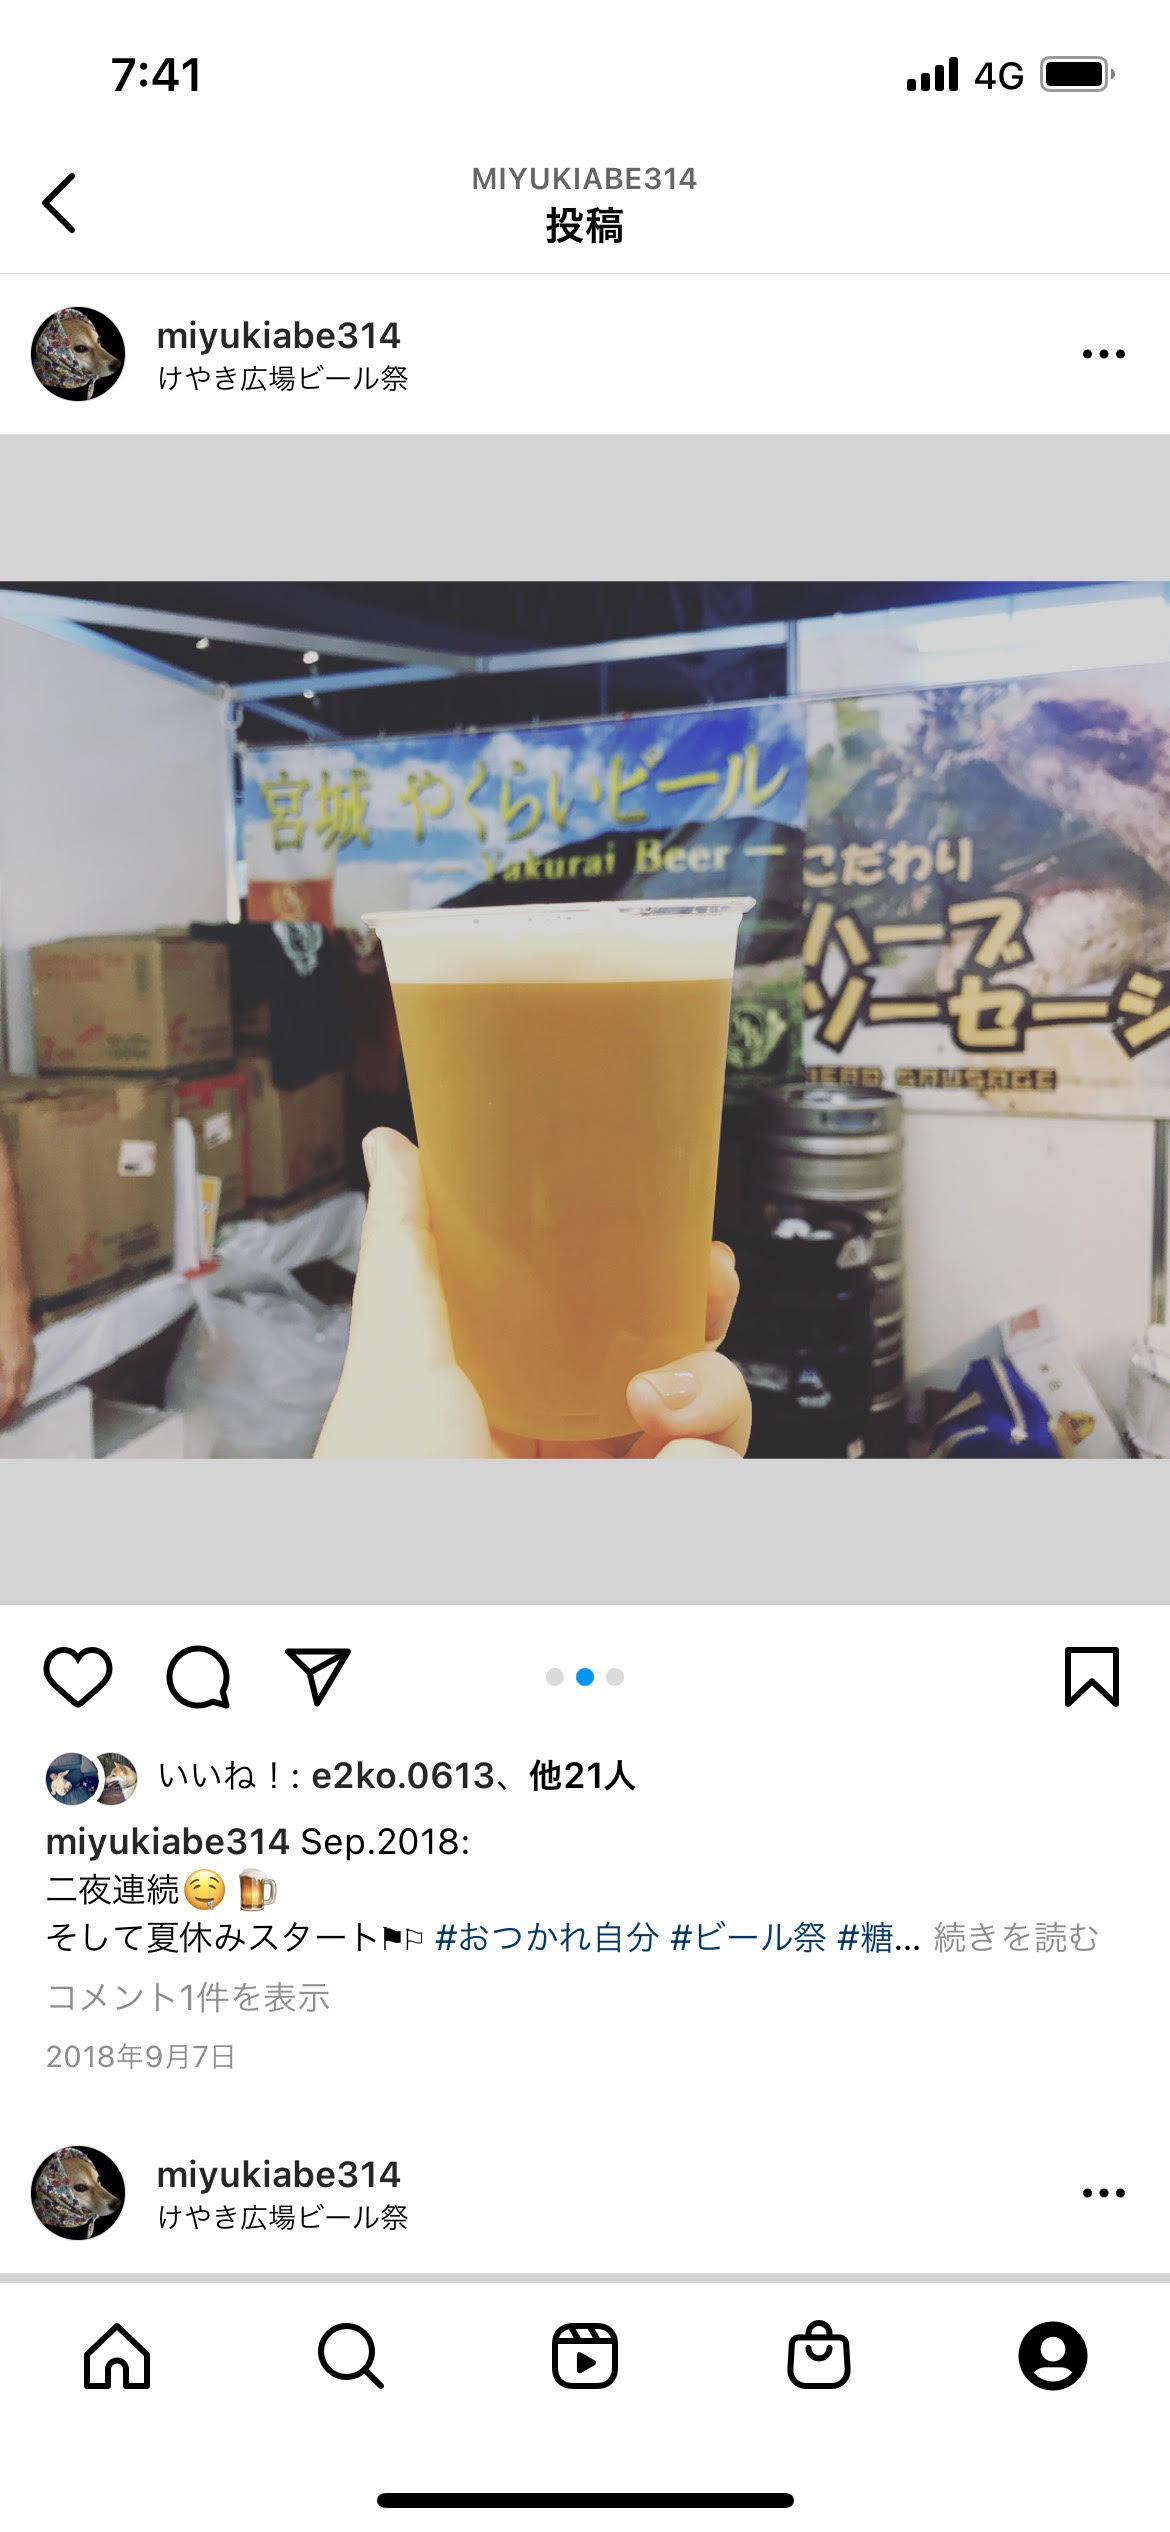 7:41
4G
MIYUKIABE314
投稿
miyukiabe314
けやき広場ビール祭
宮城 やくらいビール
— Yakurai Beer —
こだわり
ハーブ
ソーセージ
HERB SAUSAGE
いいね！: e2ko.0613、他21人
miyukiabe314 Sep.2018:
二夜連続🤤🍺
そして夏休みスタート⚑⚐ #おつかれ自分 #ビール祭 #糖... 続きを読む
コメント1件を表示
2018年9月7日
miyukiabe314
けやき広場ビール祭